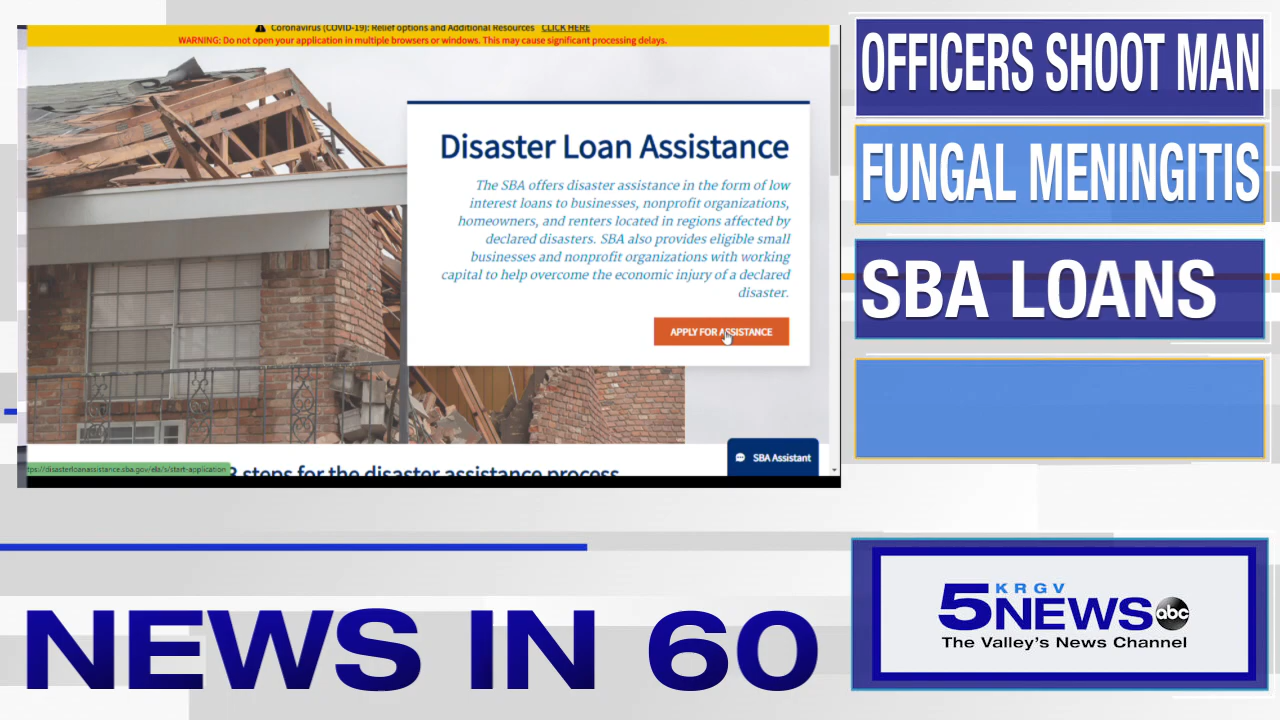 Coronavirus (COVID-19): Relief options and Additional Resources CLICK HERE
WARNING: Do not open your application in multiple browsers or windows. This may cause significant processing delays.
Disaster Loan Assistance
The SBA offers disaster assistance in the form of low
interest loans to businesses, nonprofit organizations,
homeowners, and renters located in regions affected by
declared disasters. SBA also provides eligible small
businesses and nonprofit organizations with working
capital to help overcome the economic injury of a declared
disaster.
APPLY FOR ASSISTANCE
SBA Assistant
3 steps for the disaster assistance process
ttps://disasterloanassistance.sba.gov/ela/s/start-application
OFFICERS SHOOT MAN
FUNGAL MENINGITIS
SBA LOANS
NEWS IN 60
KRGV
5NEWS abc
The Valley's News Channel